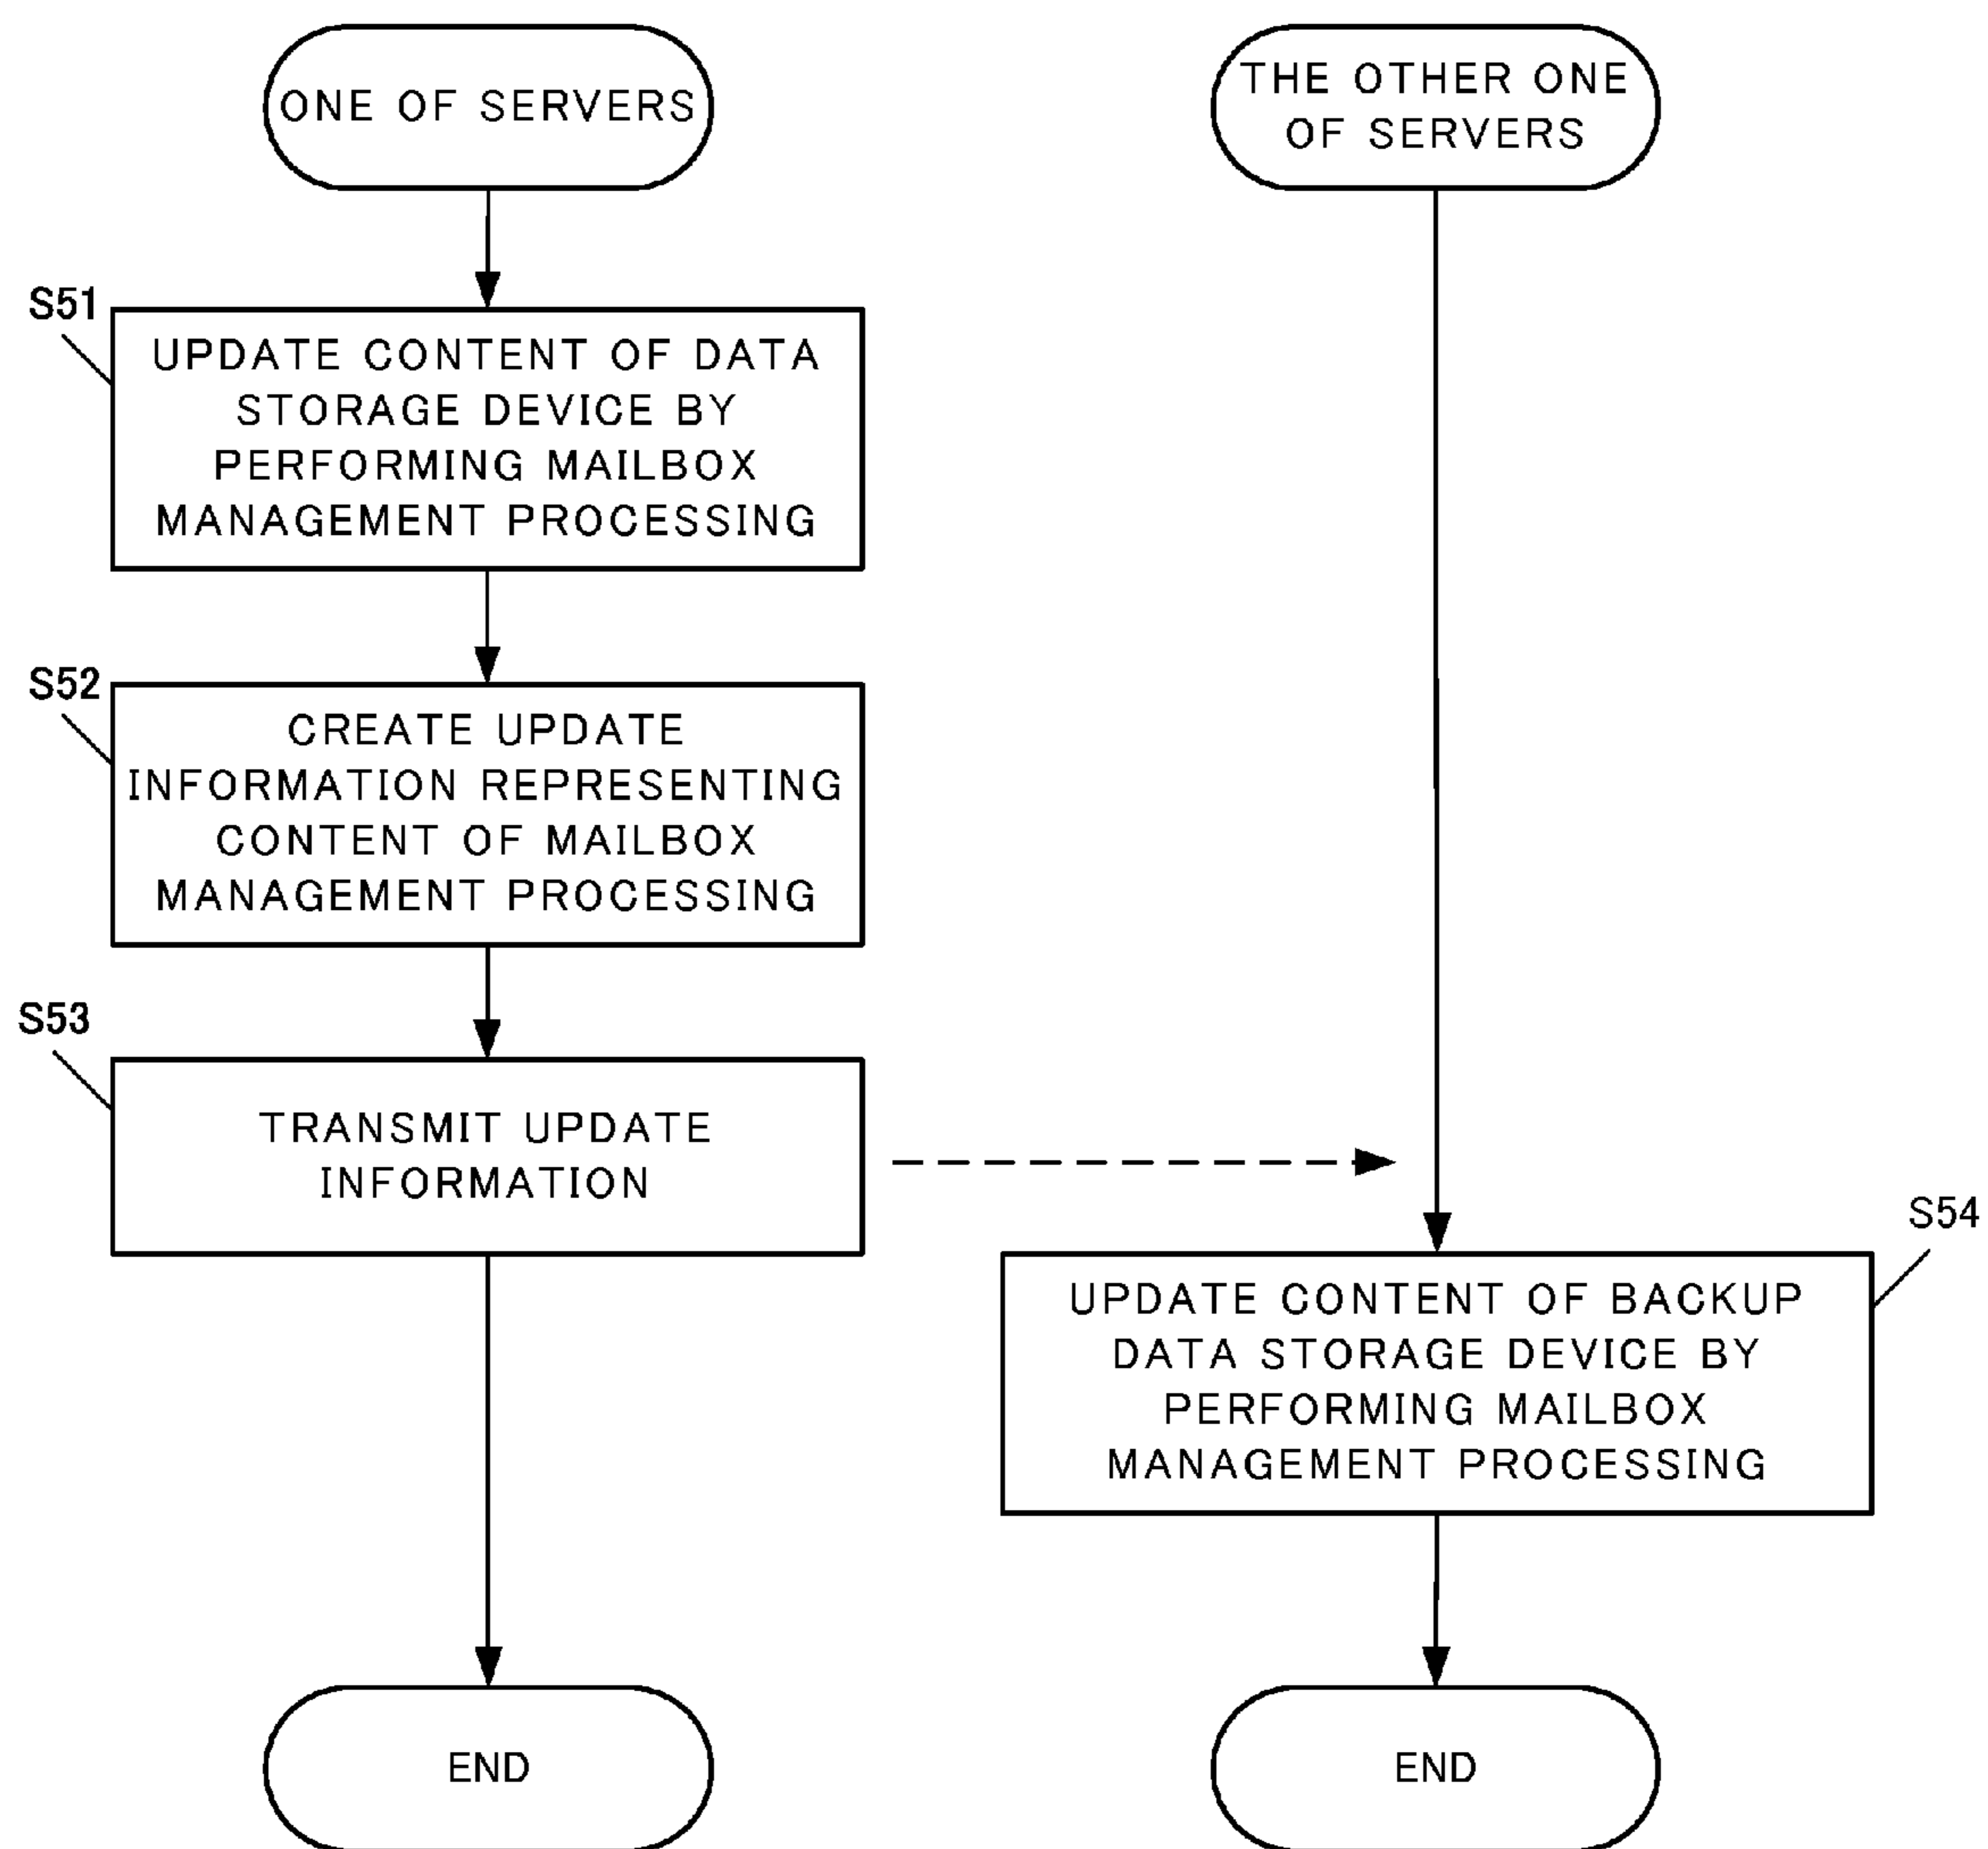 ONE OF SERVERS
THE OTHER ONE
OF SERVERS
S51
UPDATE CONTENT OF DATA
STORAGE DEVICE BY
PERFORMING MAILBOX
MANAGEMENT PROCESSING
S52
CREATE UPDATE
INFORMATION REPRESENTING
CONTENT OF MAILBOX
MANAGEMENT PROCESSING
S53
TRANSMIT UPDATE
INFORMATION
S54
UPDATE CONTENT OF BACKUP
DATA STORAGE DEVICE BY
PERFORMING MAILBOX
MANAGEMENT PROCESSING
END
END